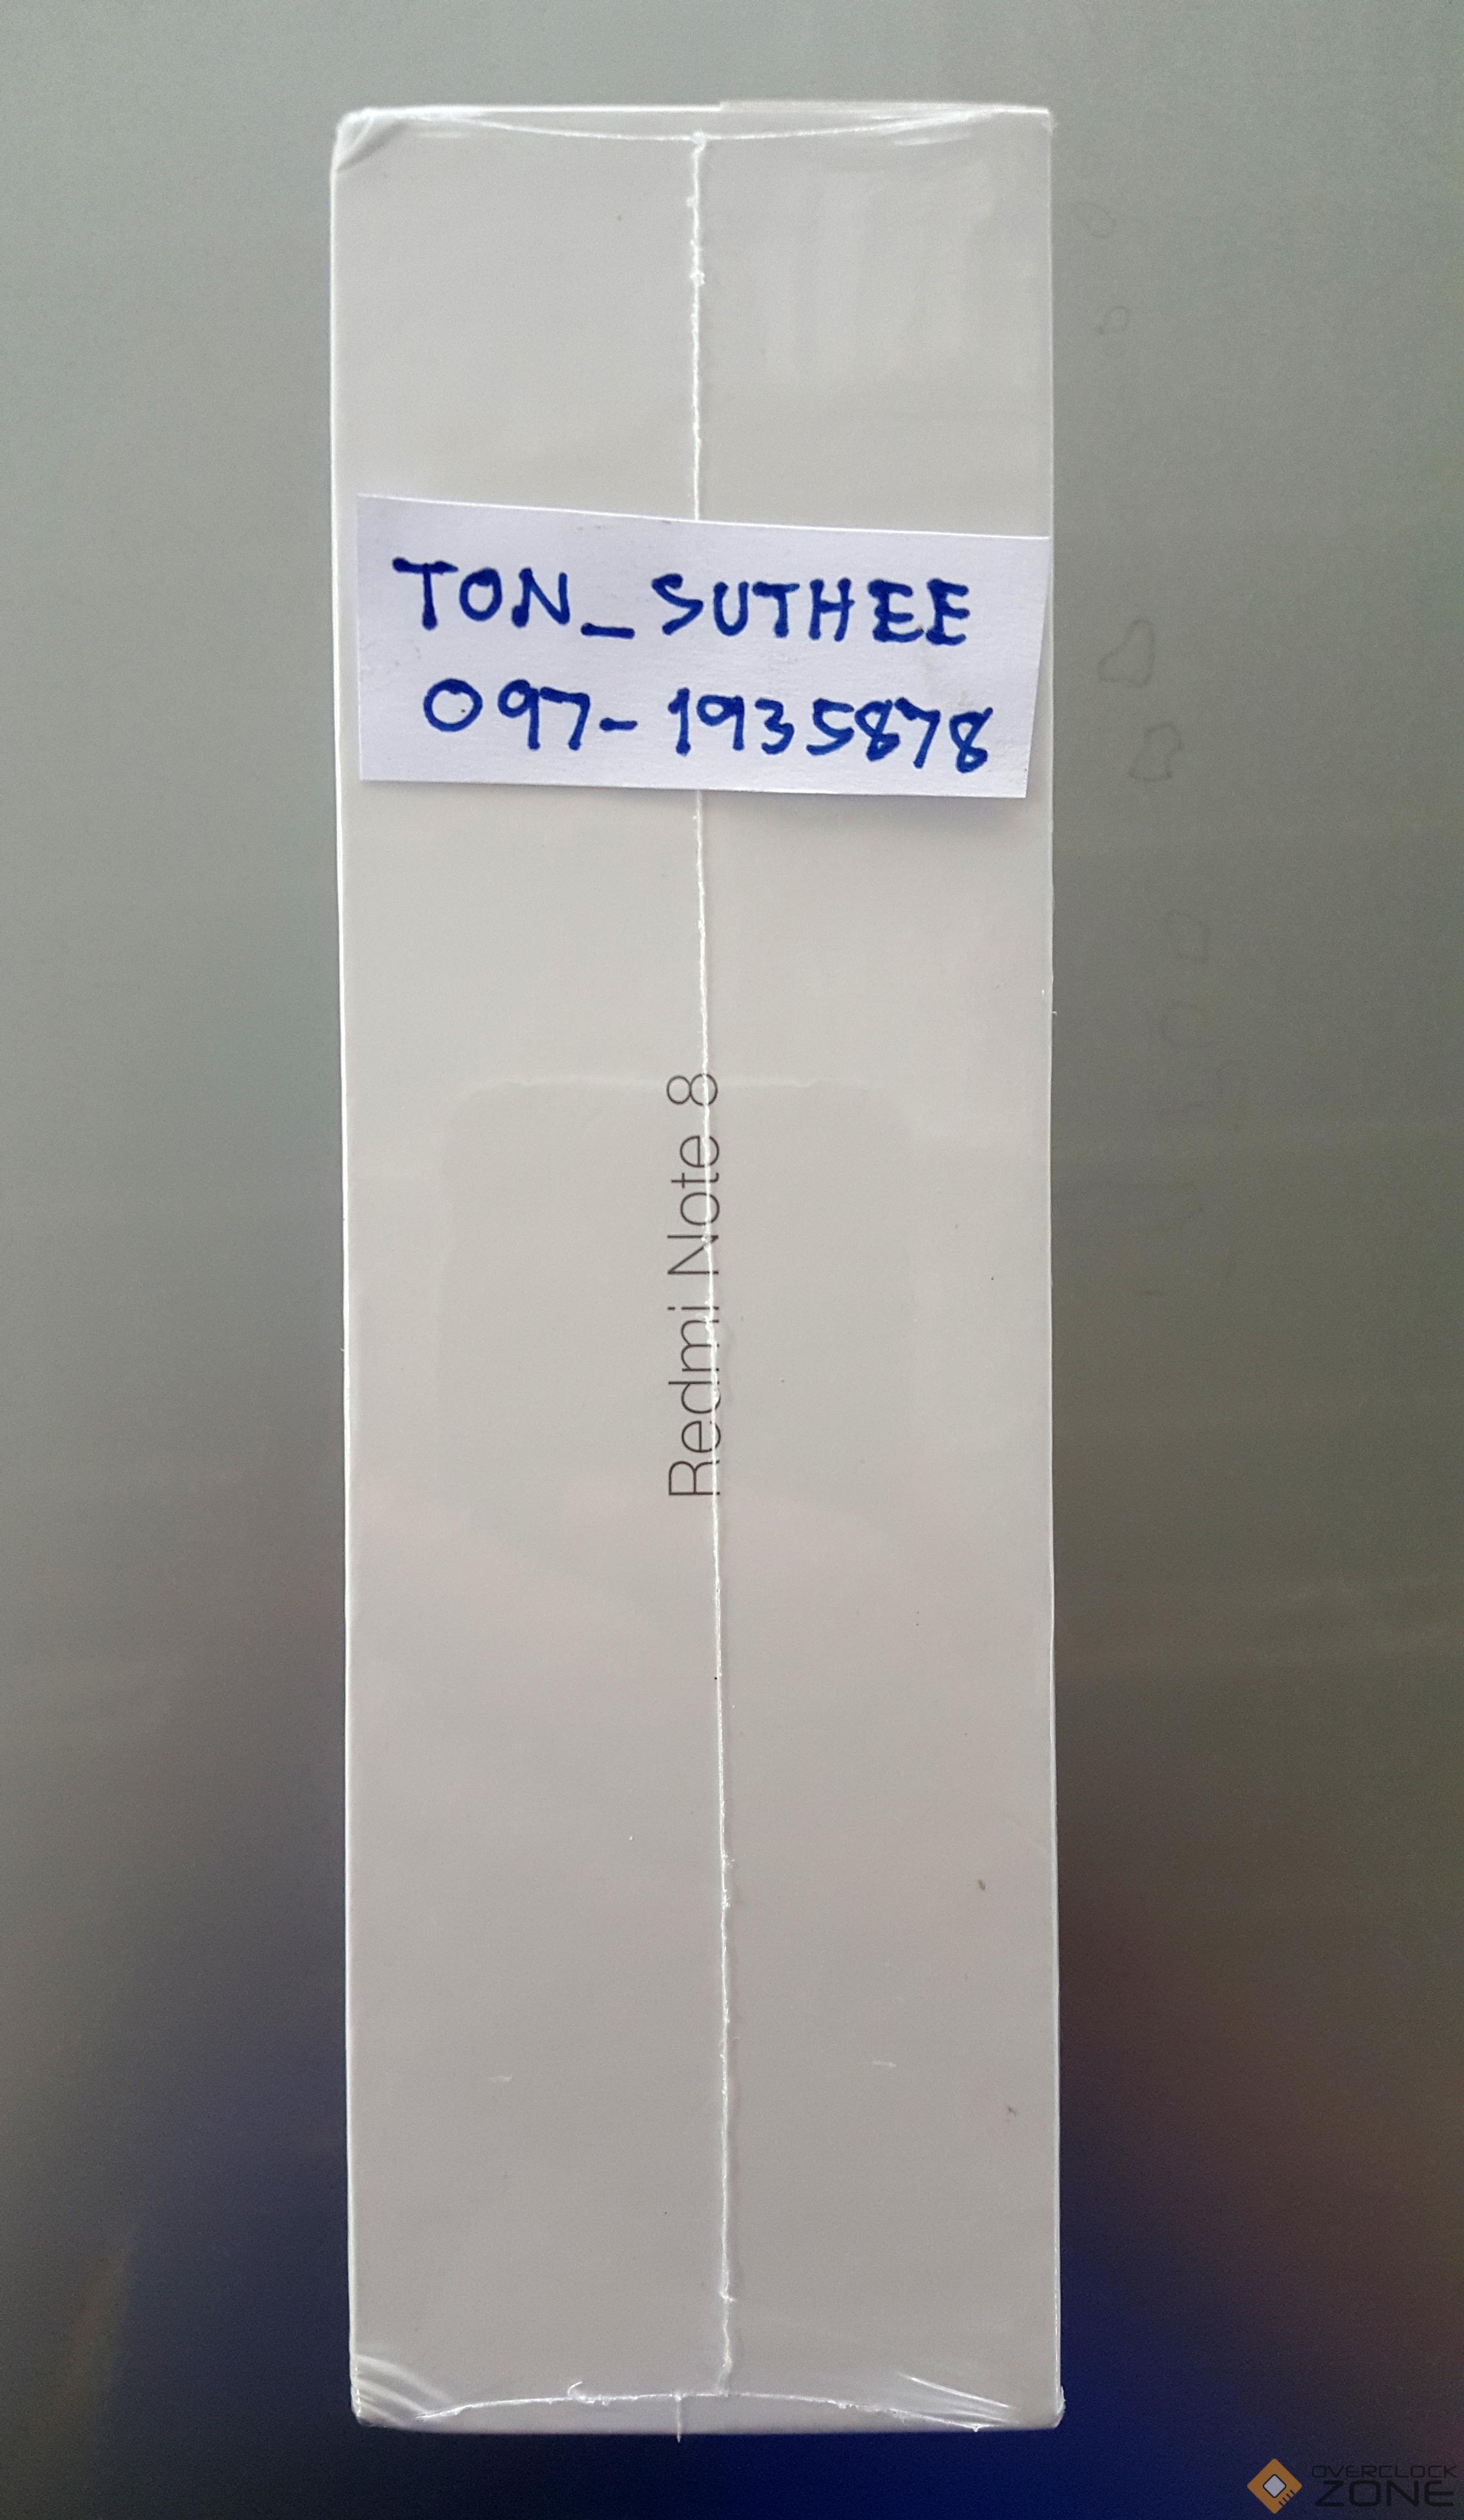 TON_SUTHEE
097-1935878
Redmi Note 8
OVERCLOCK
ZONE